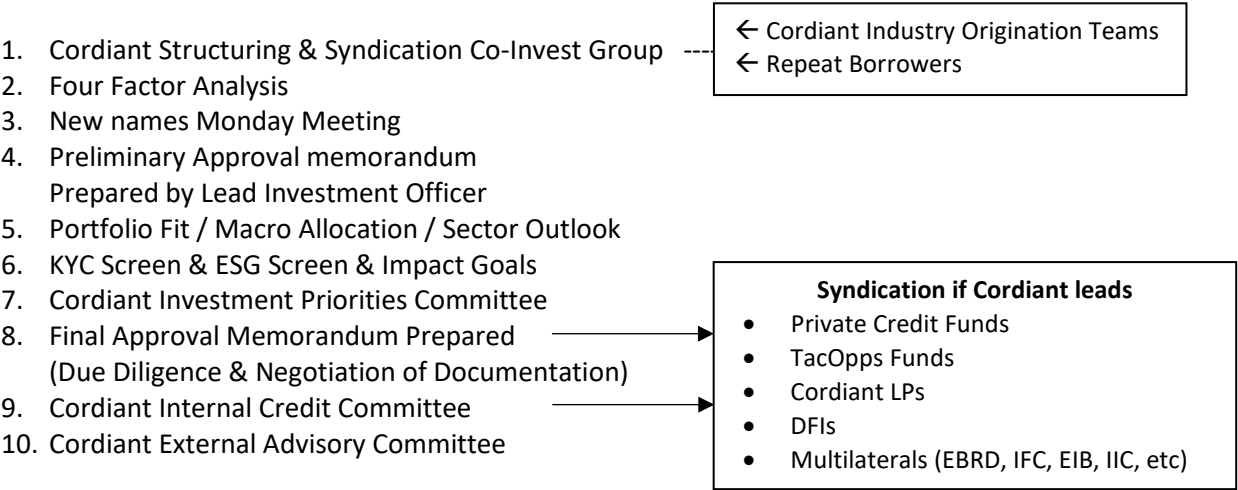 1. Cordiant Structuring & Syndication Co-Invest Group ----
← Cordiant Industry Origination Teams
← Repeat Borrowers
2. Four Factor Analysis
3. New names Monday Meeting
4. Preliminary Approval memorandum
Prepared by Lead Investment Officer
5. Portfolio Fit / Macro Allocation / Sector Outlook
6. KYC Screen & ESG Screen & Impact Goals
7. Cordiant Investment Priorities Committee
8. Final Approval Memorandum Prepared
(Due Diligence & Negotiation of Documentation)
9. Cordiant Internal Credit Committee
10. Cordiant External Advisory Committee
Syndication if Cordiant leads
• Private Credit Funds
• TacOpps Funds
• Cordiant LPs
• DFIs
• Multilaterals (EBRD, IFC, EIB, IIC, etc)